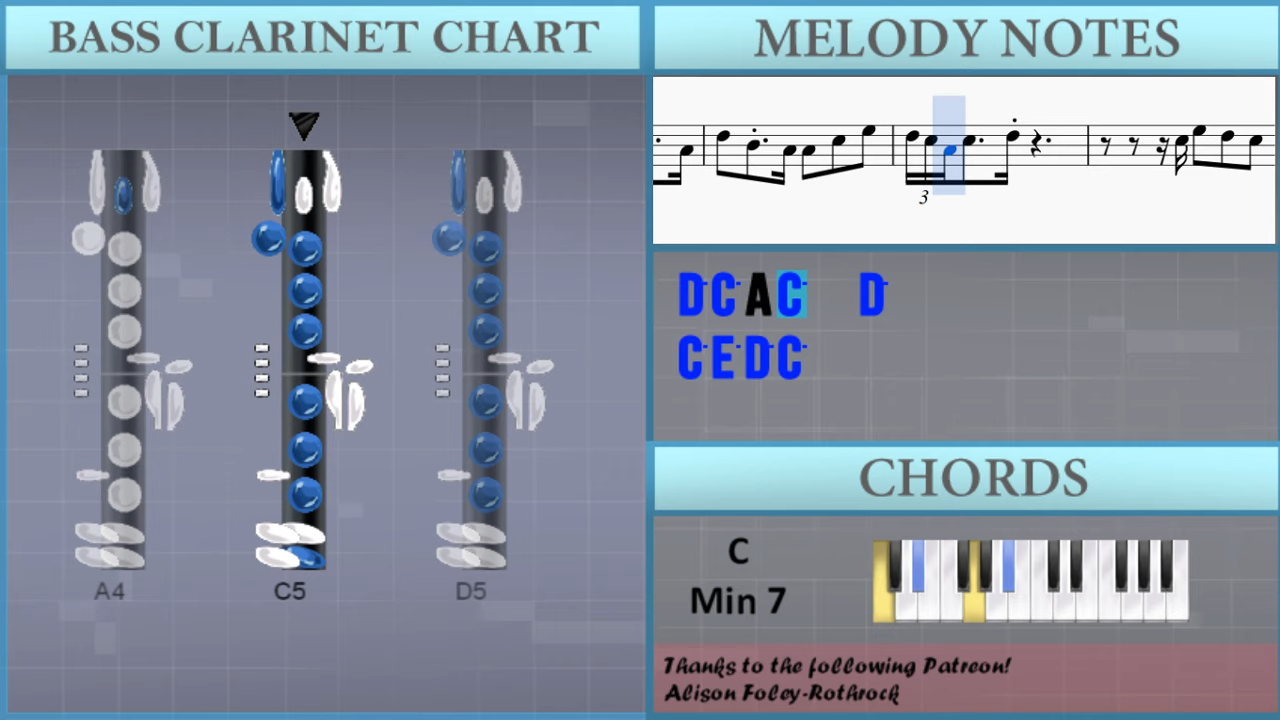 BASS CLARINET CHART
A4
C5
D5
MELODY NOTES
3
DCAC D
CEDC
CHORDS
C
Min 7
Thanks to the following Patreon!
Alison Foley-Rothrock